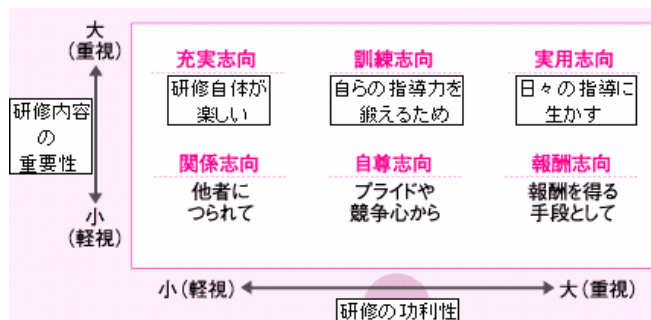 大
(重視)
研修内容
の
重要性
小
(軽視)
充実志向
研修自体が
楽しい
訓練志向
自らの指導力を
鍛えるため
実用志向
日々の指導に
生かす
関係志向
他者に
つられて
自尊志向
プライドや
競争心から
報酬志向
報酬を得る
手段として
小(軽視)
大(重視)
研修の功利性